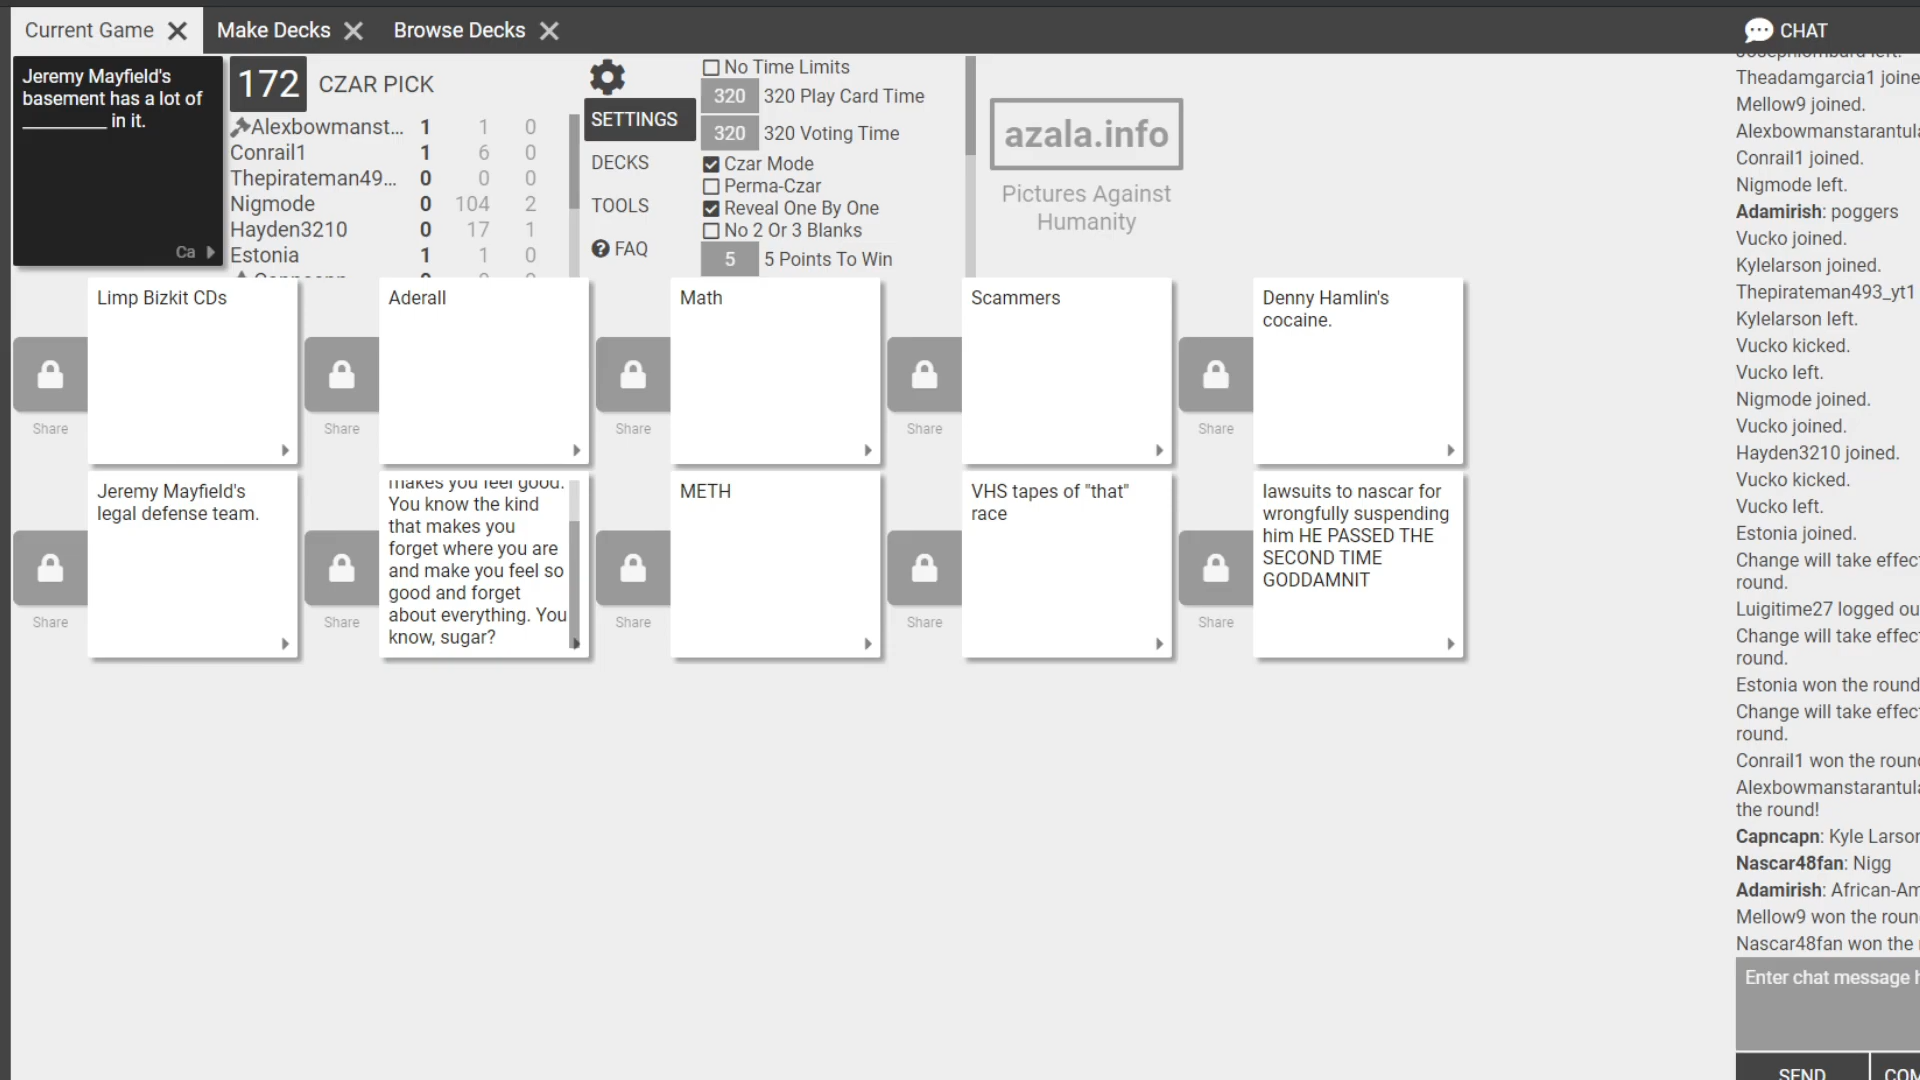 Current Game
Make Decks
Browse Decks
CHAT
Jeremy Mayfield's
basement has a lot of
_________ in it.
Ca
172 CZAR PICK
Alexbowmanst... 1 1 0
Conrail1 1 6 0
Thepirateman49... 0 0 0
Nigmode 0 104 2
Hayden3210 0 17 1
Estonia 1 1 0
SETTINGS
DECKS
TOOLS
? FAQ
No Time Limits
320 320 Play Card Time
320 320 Voting Time
Czar Mode
Perma-Czar
Reveal One By One
No 2 Or 3 Blanks
5 5 Points To Win
azala.info
Pictures Against
Humanity
Share
Limp Bizkit CDs
Share
Aderall
Share
Math
Share
Scammers
Share
Denny Hamlin's
cocaine.
Share
Jeremy Mayfield's
legal defense team.
Share
makes you feel good.
You know the kind
that makes you
forget where you are
and make you feel so
good and forget
about everything. You
know, sugar?
Share
METH
Share
VHS tapes of "that"
race
Share
lawsuits to nascar for
wrongfully suspending
him HE PASSED THE
SECOND TIME
GODDAMNIT
Theadamgarcia1 joine
Mellow9 joined.
Alexbowmanstarantula
Conrail1 joined.
Nigmode left.
Adamirish: poggers
Vucko joined.
Kylelarson joined.
Thepirateman493_yt1
Kylelarson left.
Vucko kicked.
Vucko left.
Nigmode joined.
Vucko joined.
Hayden3210 joined.
Vucko kicked.
Vucko left.
Estonia joined.
Change will take effec
round.
Luigitime27 logged ou
Change will take effec
round.
Estonia won the round
Change will take effec
round.
Conrail1 won the roun
Alexbowmanstarantula
the round!
Capncapn: Kyle Larson
Nascar48fan: Nigg
Adamirish: African-Am
Mellow9 won the roun
Nascar48fan won the
Enter chat message h
SEND
COM